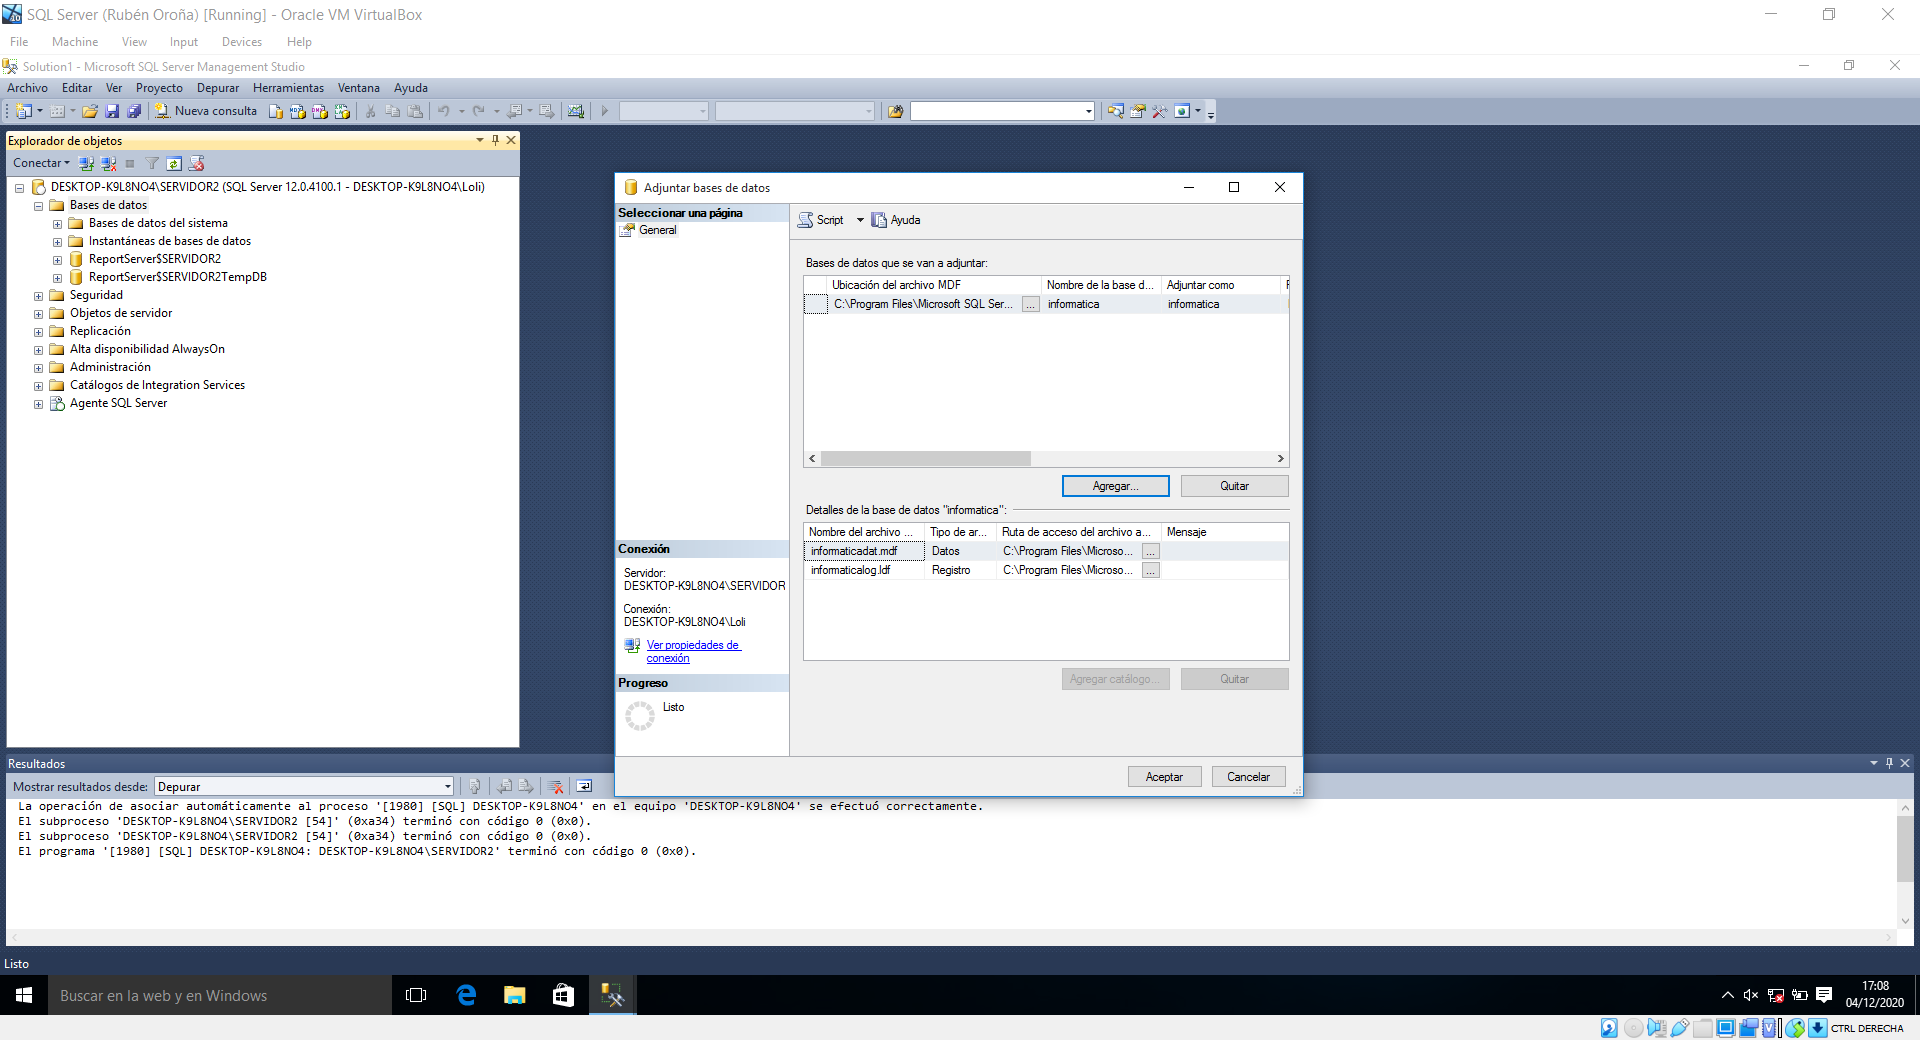 SQL Server (Rubén Oroña) [Running] - Oracle VM VirtualBox
File Machine View Input Devices Help
Solution1 - Microsoft SQL Server Management Studio
Archivo Editar Ver Proyecto Depurar Herramientas Ventana Ayuda
Nueva consulta
Explorador de objetos
Conectar
DESKTOP-K9L8NO4\SERVIDOR2 (SQL Server 12.0.4100.1 - DESKTOP-K9L8NO4\Loli)
Bases de datos
Bases de datos del sistema
Instantáneas de bases de datos
ReportServer$SERVIDOR2
ReportServer$SERVIDOR2TempDB
Seguridad
Objetos de servidor
Replicación
Alta disponibilidad AlwaysOn
Administración
Catálogos de Integration Services
Agente SQL Server
Adjuntar bases de datos
Seleccionar una página
General
Script Ayuda
Bases de datos que se van a adjuntar:
Ubicación del archivo MDF Nombre de la base d... Adjuntar como
C:\Program Files\Microsoft SQL Ser... ... informatica informatica
Agregar... Quitar
Detalles de la base de datos "informatica":
Nombre del archivo ... Tipo de ar... Ruta de acceso del archivo a... Mensaje
informaticadat.mdf Datos C:\Program Files\Microso... ...
informaticalog.ldf Registro C:\Program Files\Microso... ...
Agregar catálogo... Quitar
Conexión
Servidor:
DESKTOP-K9L8NO4\SERVIDOR
Conexión:
DESKTOP-K9L8NO4\Loli
Ver propiedades de
conexión
Progreso
Listo
Aceptar Cancelar
Resultados
Mostrar resultados desde: Depurar
La operación de asociar automáticamente al proceso '[1980] [SQL] DESKTOP-K9L8NO4' en el equipo 'DESKTOP-K9L8NO4' se efectuó correctamente.
El subproceso 'DESKTOP-K9L8NO4\SERVIDOR2 [54]' (0xa34) terminó con código 0 (0x0).
El subproceso 'DESKTOP-K9L8NO4\SERVIDOR2 [54]' (0xa34) terminó con código 0 (0x0).
El programa '[1980] [SQL] DESKTOP-K9L8NO4: DESKTOP-K9L8NO4\SERVIDOR2' terminó con código 0 (0x0).
Listo
Buscar en la web y en Windows
17:08
04/12/2020
CTRL DERECHA